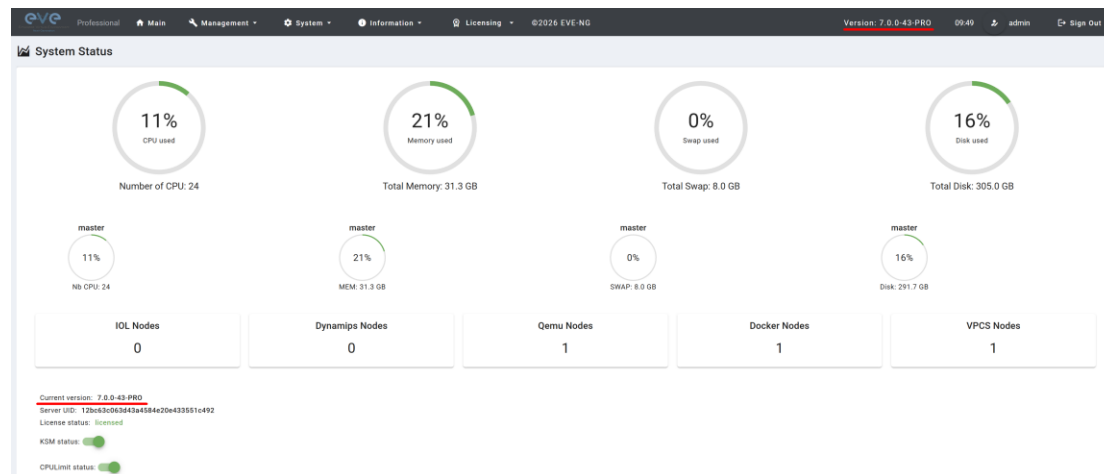 eve Professional Main Management System Information Licensing ©2026 EVE-NG Version: 7.0.0-43-PRO 09:49 admin Sign Out
System Status
11% 21% 0% 16%
CPU used Memory used Swap used Disk used
Number of CPU: 24 Total Memory: 31.3 GB Total Swap: 8.0 GB Total Disk: 305.0 GB
master master master master
11% 21% 0% 16%
Nb CPU: 24 MEM: 31.3 GB SWAP: 8.0 GB Disk: 291.7 GB
IOL Nodes Dynamips Nodes Qemu Nodes Docker Nodes VPCS Nodes
0 0 1 1 1
Current version: 7.0.0-43-PRO
Server UID: 12bc63c063d43a4584e20e433551c492
License status: licensed
KSM status:
CPULimit status: